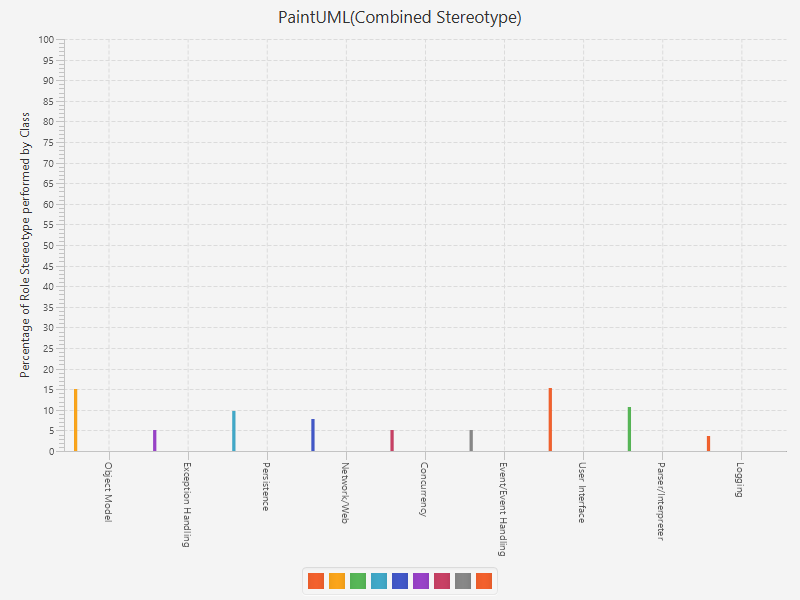 PaintUML(Combined Stereotype)
Percentage of Role Stereotype performed by Class
100
95
90
85
80
75
70
65
60
55
50
45
40
35
30
25
20
15
10
5
0
Object Model
Exception Handling
Persistence
Network/Web
Concurrency
Event/Event Handling
User Interface
Parser/Interpreter
Logging